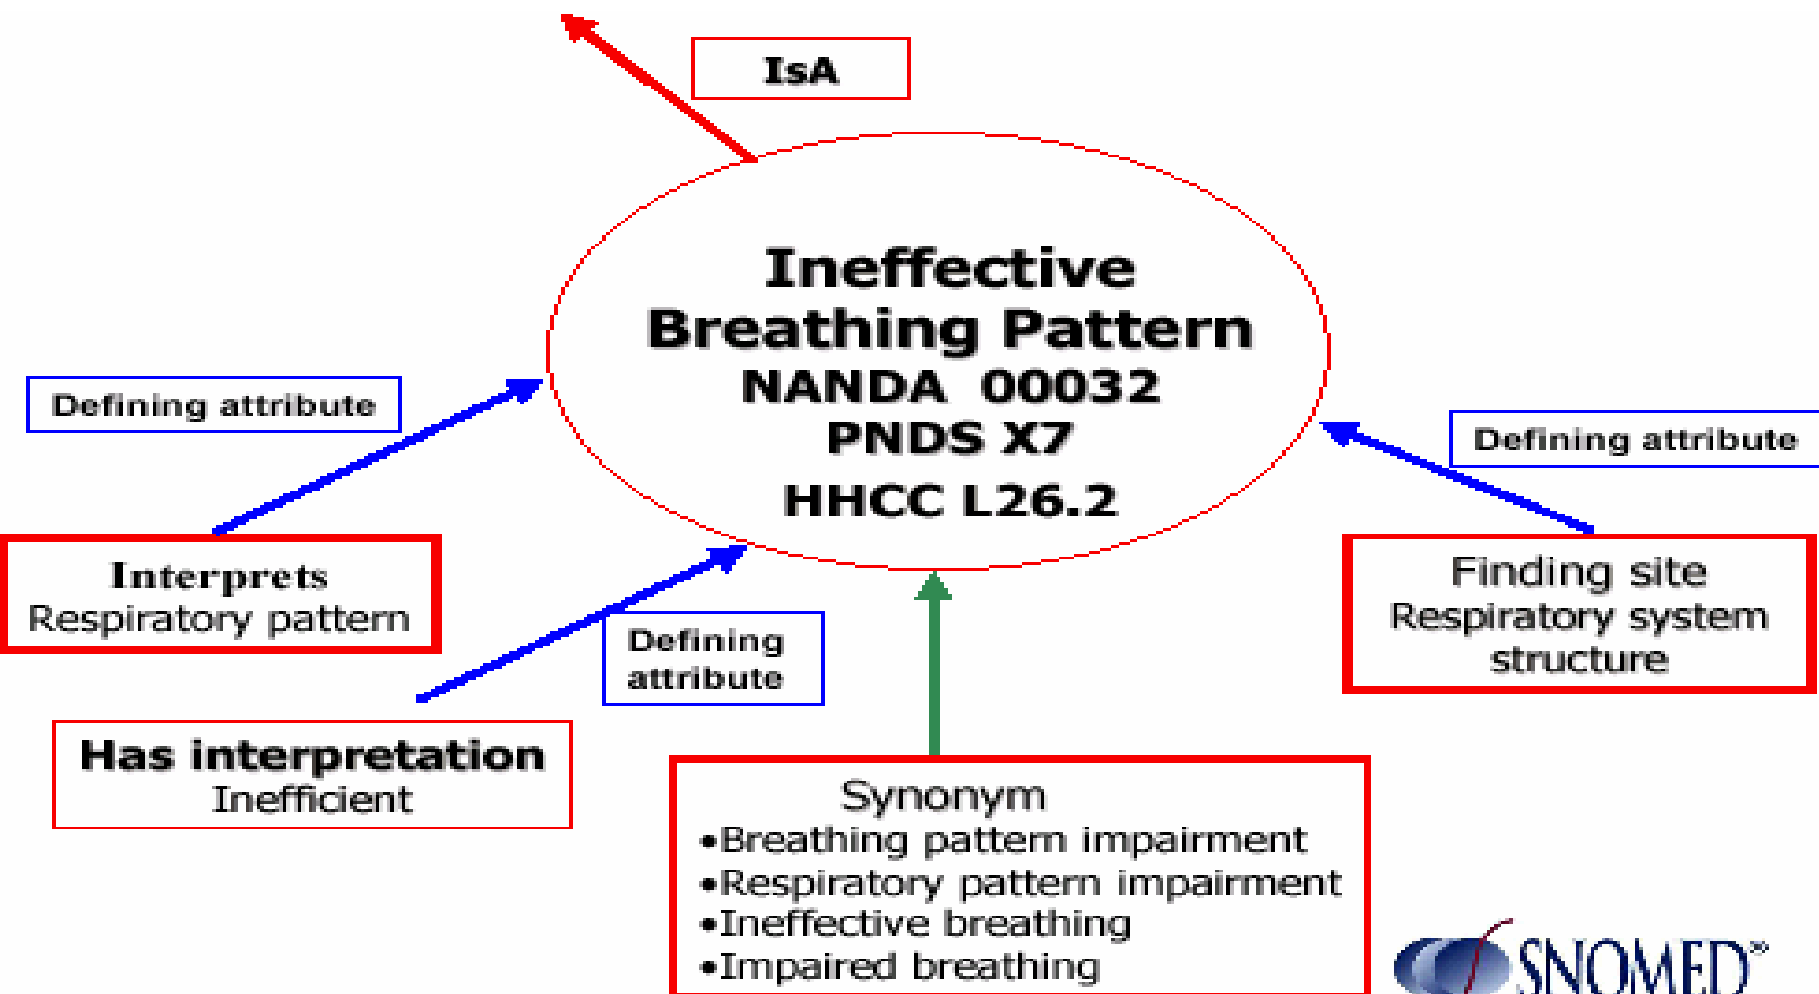 IsA
Ineffective
Breathing Pattern
NANDA 00032
PNDS X7
HHCC L26.2
Defining attribute
Defining attribute
Interprets
Respiratory pattern
Defining
attribute
Finding site
Respiratory system
structure
Has interpretation
Inefficient
Synonym
•Breathing pattern impairment
•Respiratory pattern impairment
•Ineffective breathing
•Impaired breathing
SNOMED®